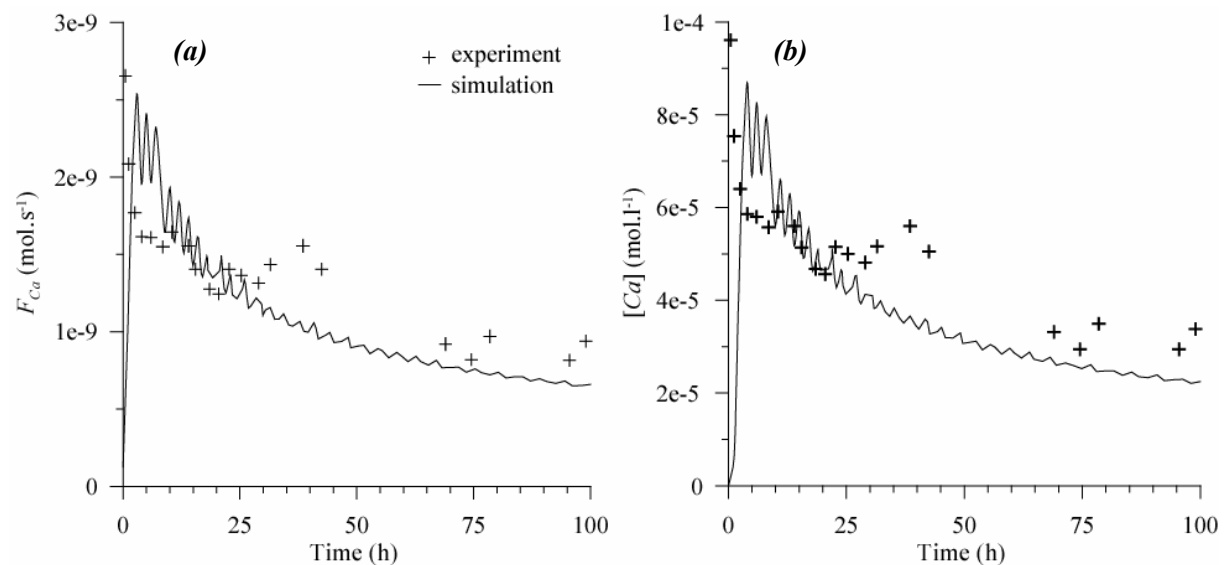 3e-9
(a)
+ experiment
— simulation
2e-9
F_Ca (mol.s⁻¹)
1e-9
0
0 25 50 75 100
Time (h)
1e-4
(b)
8e-5
6e-5
[Ca] (mol.l⁻¹)
4e-5
2e-5
0
0 25 50 75 100
Time (h)